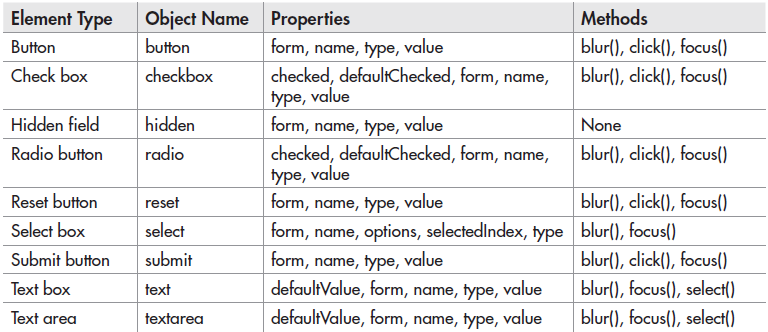 Element Type Object Name Properties Methods
Button button form, name, type, value blur(), click(), focus()
Check box checkbox checked, defaultChecked, form, name, blur(), click(), focus()
type, value
Hidden field hidden form, name, type, value None
Radio button radio checked, defaultChecked, form, name, blur(), click(), focus()
type, value
Reset button reset form, name, type, value blur(), click(), focus()
Select box select form, name, options, selectedIndex, type blur(), focus()
Submit button submit form, name, type, value blur(), click(), focus()
Text box text defaultValue, form, name, type, value blur(), focus(), select()
Text area textarea defaultValue, form, name, type, value blur(), focus(), select()